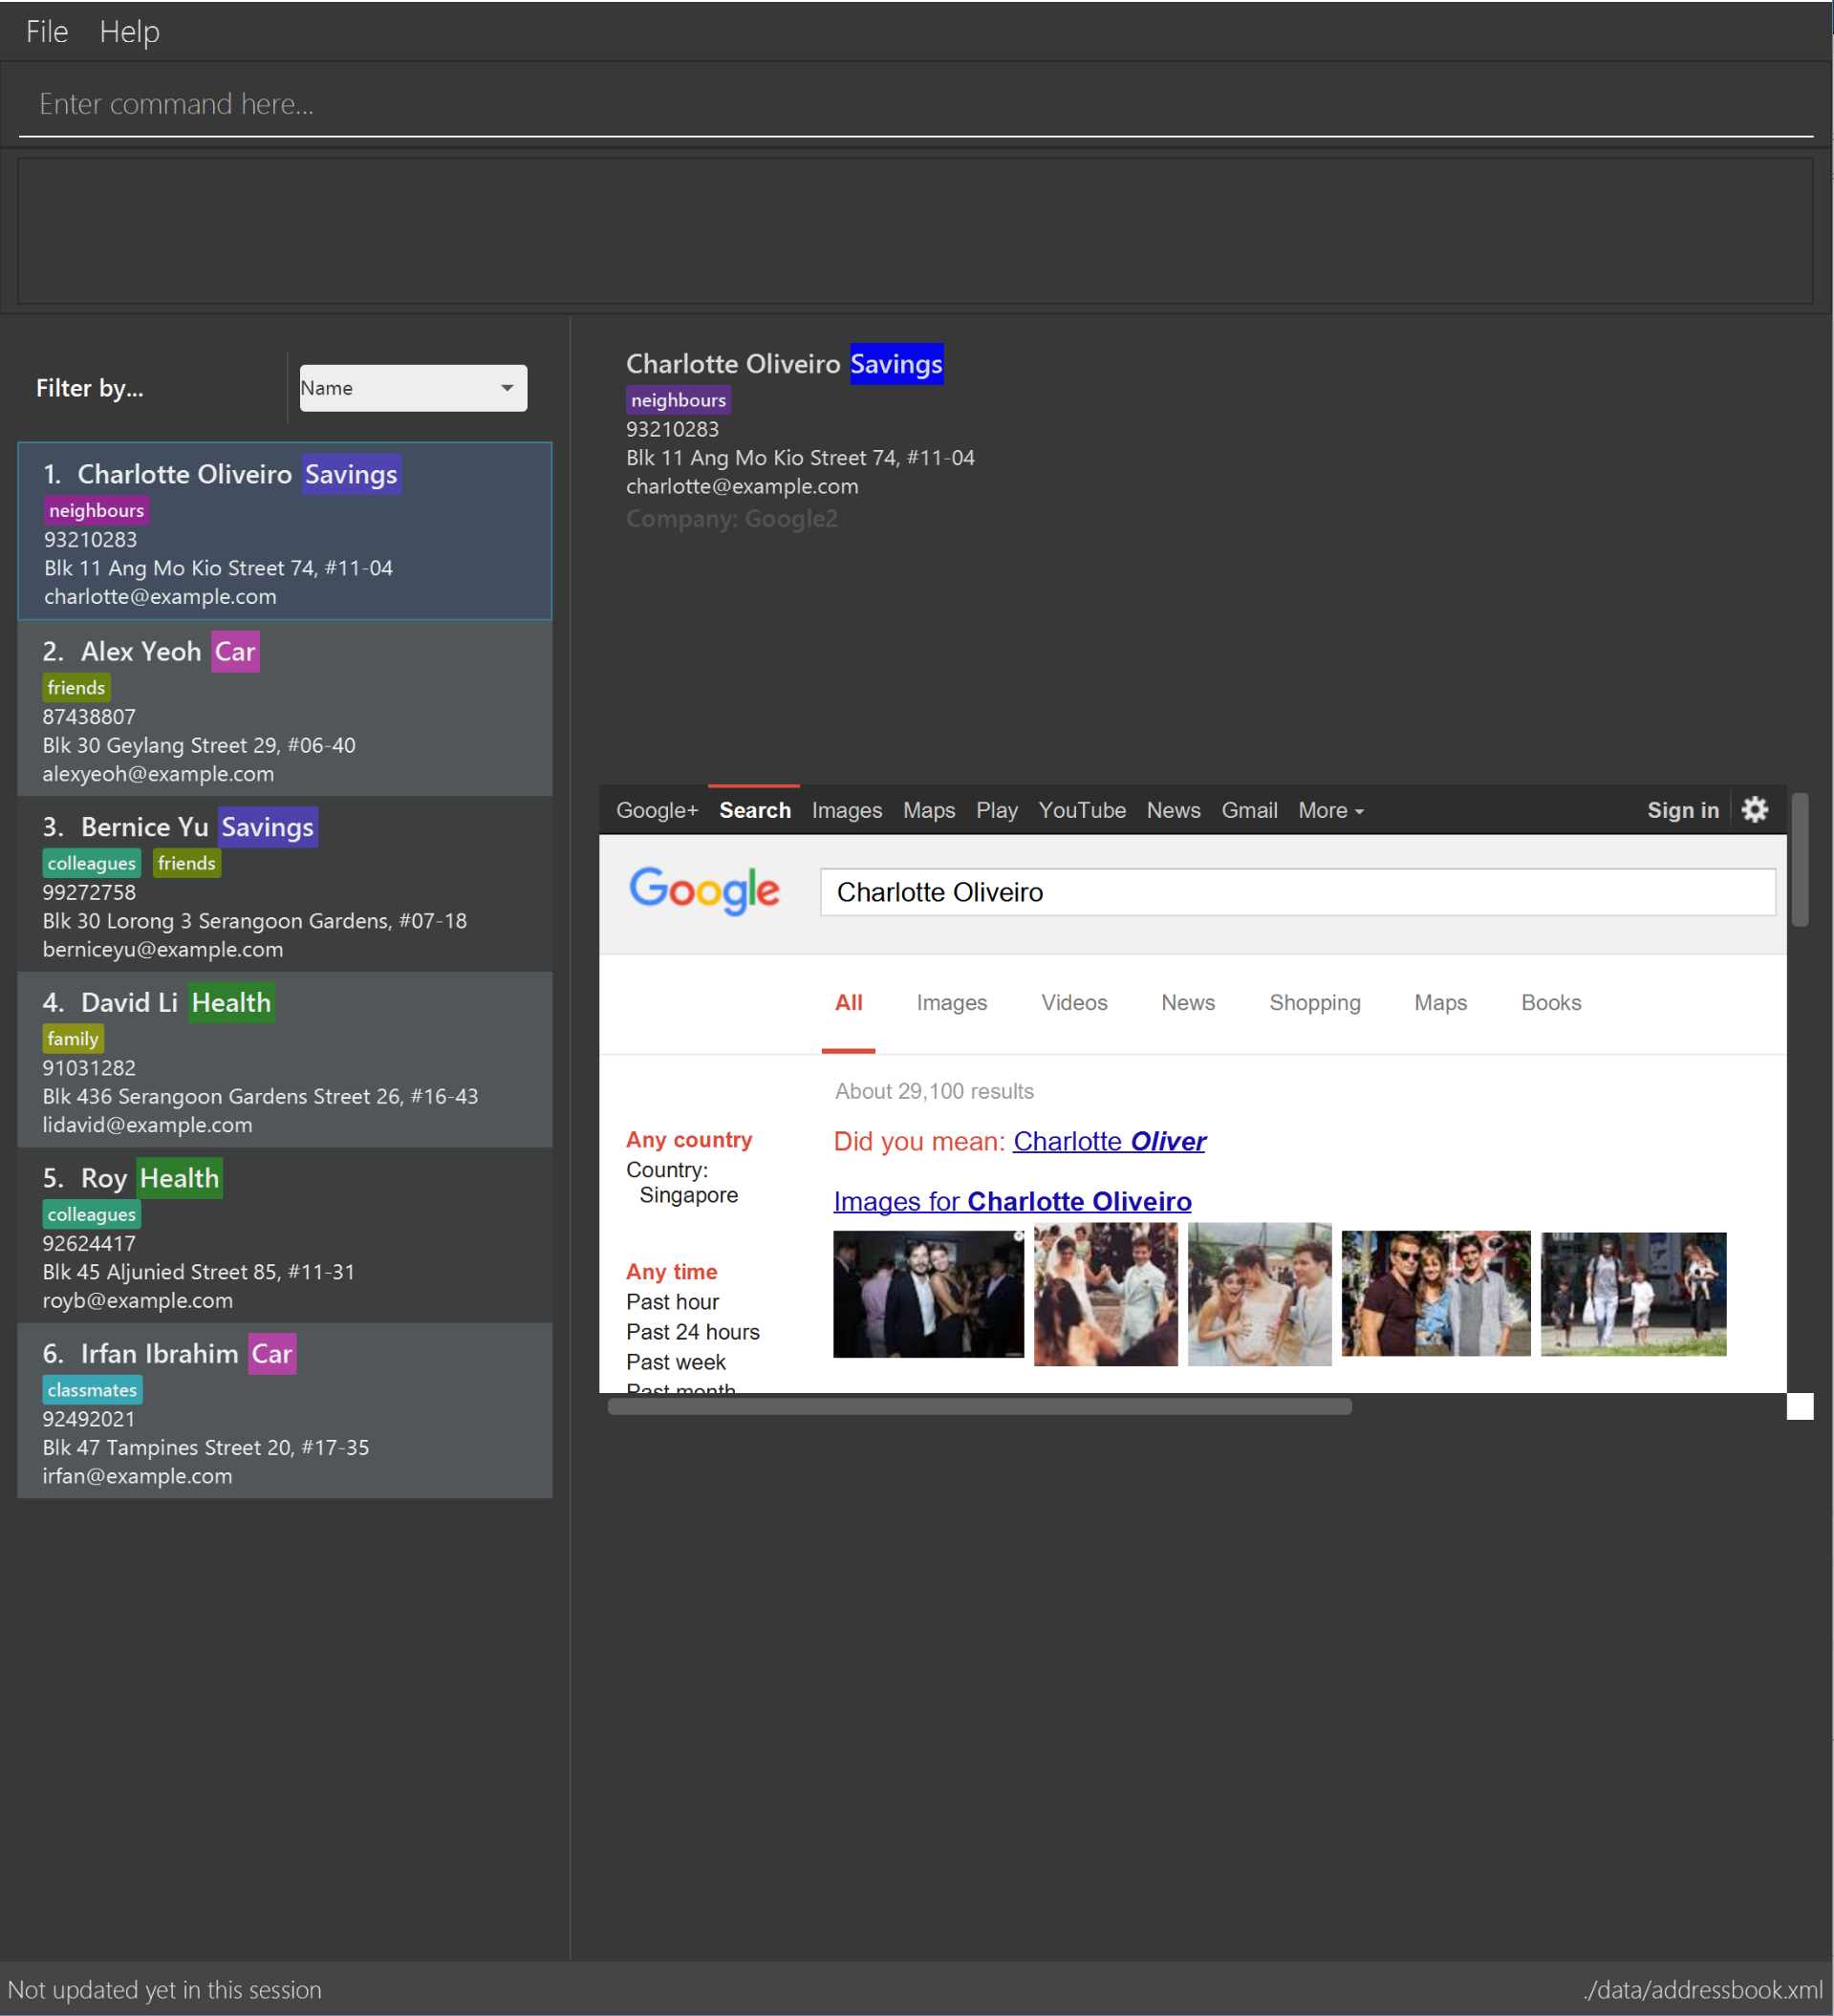 File Help
Enter command here...
Filter by...
Name
1. Charlotte Oliveiro Savings
neighbours
93210283
Blk 11 Ang Mo Kio Street 74, #11-04
charlotte@example.com
2. Alex Yeoh Car
friends
87438807
Blk 30 Geylang Street 29, #06-40
alexyeoh@example.com
3. Bernice Yu Savings
colleagues friends
99272758
Blk 30 Lorong 3 Serangoon Gardens, #07-18
berniceyu@example.com
4. David Li Health
family
91031282
Blk 436 Serangoon Gardens Street 26, #16-43
lidavid@example.com
5. Roy Health
colleagues
92624417
Blk 45 Aljunied Street 85, #11-31
royb@example.com
6. Irfan Ibrahim Car
classmates
92492021
Blk 47 Tampines Street 20, #17-35
irfan@example.com
Charlotte Oliveiro Savings
neighbours
93210283
Blk 11 Ang Mo Kio Street 74, #11-04
charlotte@example.com
Company: Google2
Google+ Search Images Maps Play YouTube News Gmail More Sign in
Google
Charlotte Oliveiro
All Images Videos News Shopping Maps Books
About 29,100 results
Any country
Country:
Singapore
Any time
Past hour
Past 24 hours
Past week
Past month
Did you mean: Charlotte Oliver
Images for Charlotte Oliveiro
Not updated yet in this session
./data/addressbook.xml